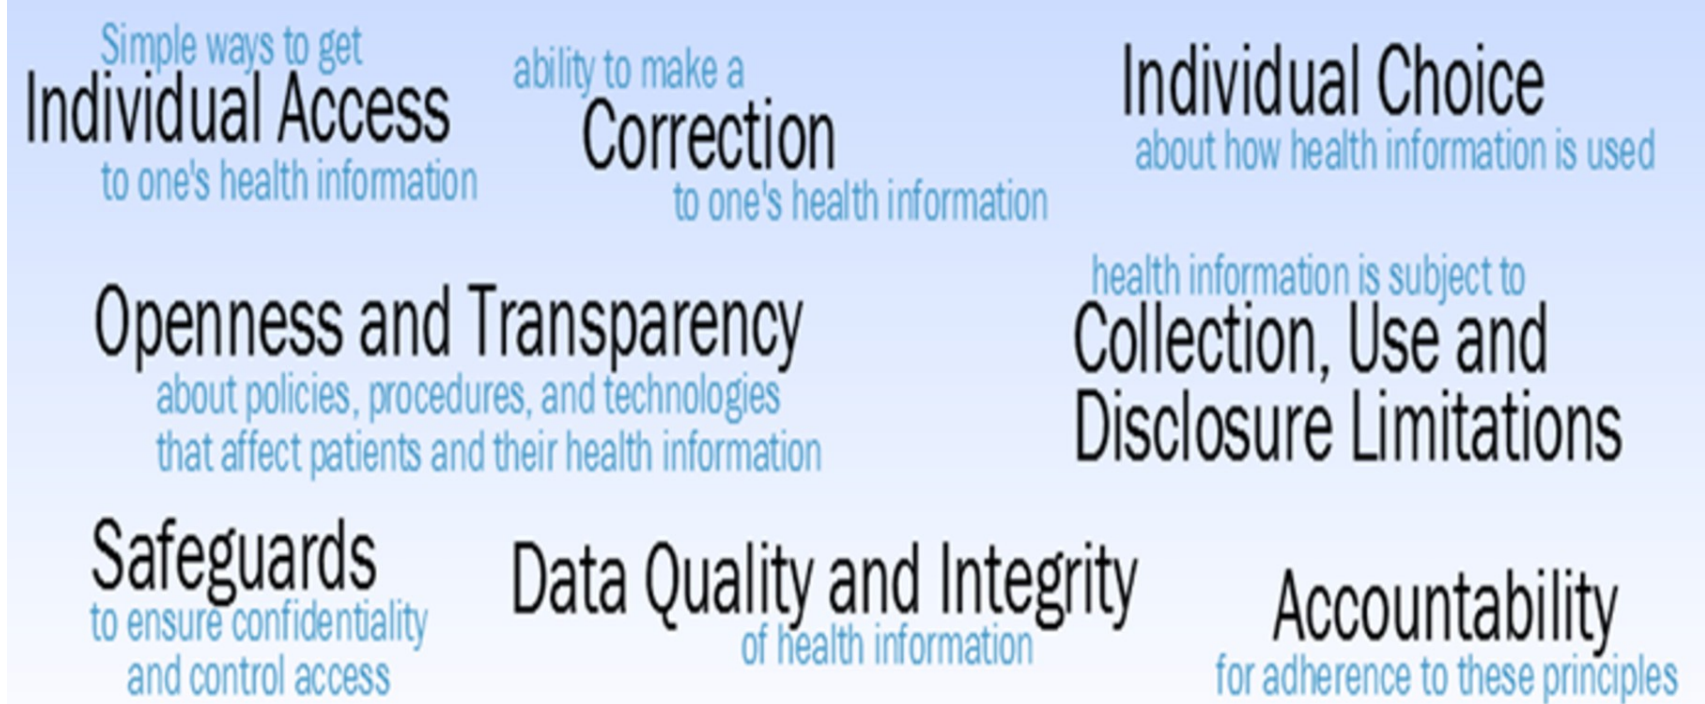 Simple ways to get
Individual Access
to one's health information
ability to make a
Correction
to one's health information
Individual Choice
about how health information is used
Openness and Transparency
about policies, procedures, and technologies
that affect patients and their health information
health information is subject to
Collection, Use and
Disclosure Limitations
Safeguards
to ensure confidentiality
and control access
Data Quality and Integrity
of health information
Accountability
for adherence to these principles